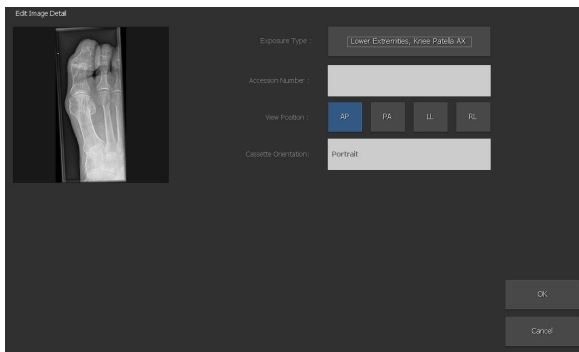 Edit Image Detail
Exposure Type : Lower Extremities, Knee Patella AX
Accession Number :
View Position : AP PA LL RL
Cassette Orientation: Portrait
OK
Cancel